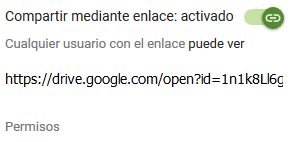 Compartir mediante enlace: activado
Cualquier usuario con el enlace puede ver
https://drive.google.com/open?id=1n1k8Ll6g
Permisos